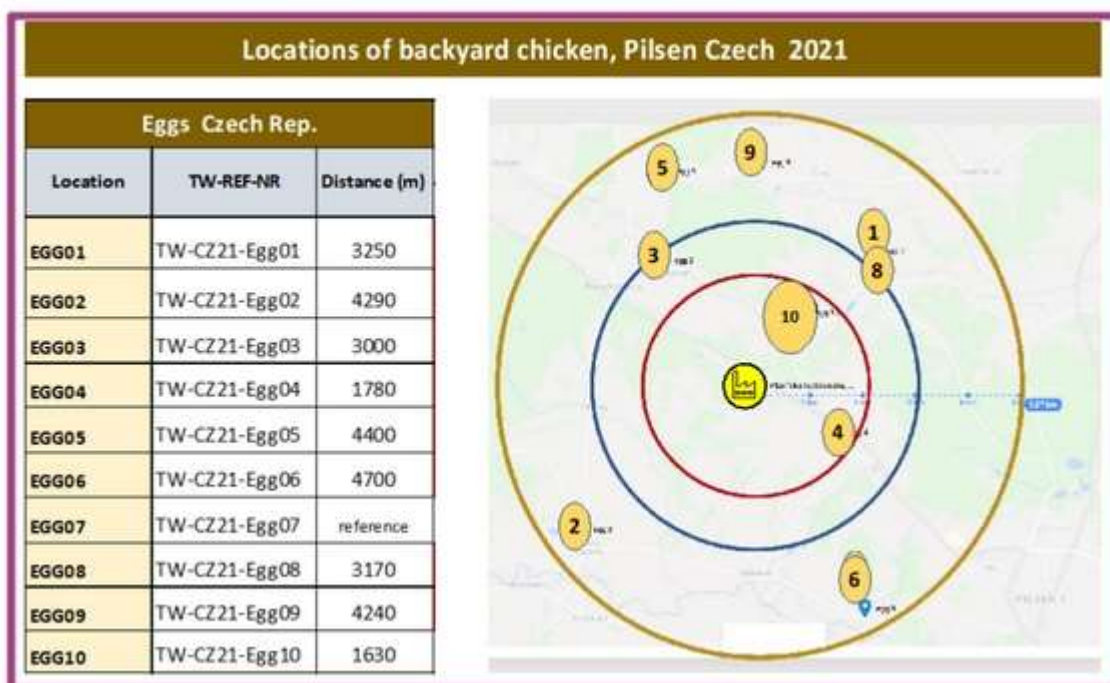 Locations of backyard chicken, Pilsen Czech 2021
Eggs Czech Rep.
Location TW-REF-NR Distance (m)
EGG01 TW-CZ21-Egg01 3250
EGG02 TW-CZ21-Egg02 4290
EGG03 TW-CZ21-Egg03 3000
EGG04 TW-CZ21-Egg04 1780
EGG05 TW-CZ21-Egg05 4400
EGG06 TW-CZ21-Egg06 4700
EGG07 TW-CZ21-Egg07 reference
EGG08 TW-CZ21-Egg08 3170
EGG09 TW-CZ21-Egg09 4240
EGG10 TW-CZ21-Egg10 1630
9
5
1
3
8
10
4
2
6